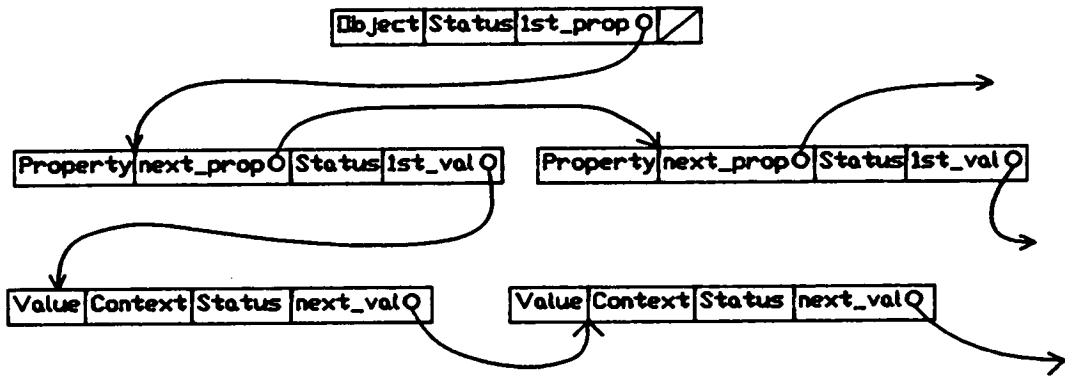 Object Status 1st_prop
Property next_prop Status 1st_val Property next_prop Status 1st_val
Value Context Status next_val Value Context Status next_val